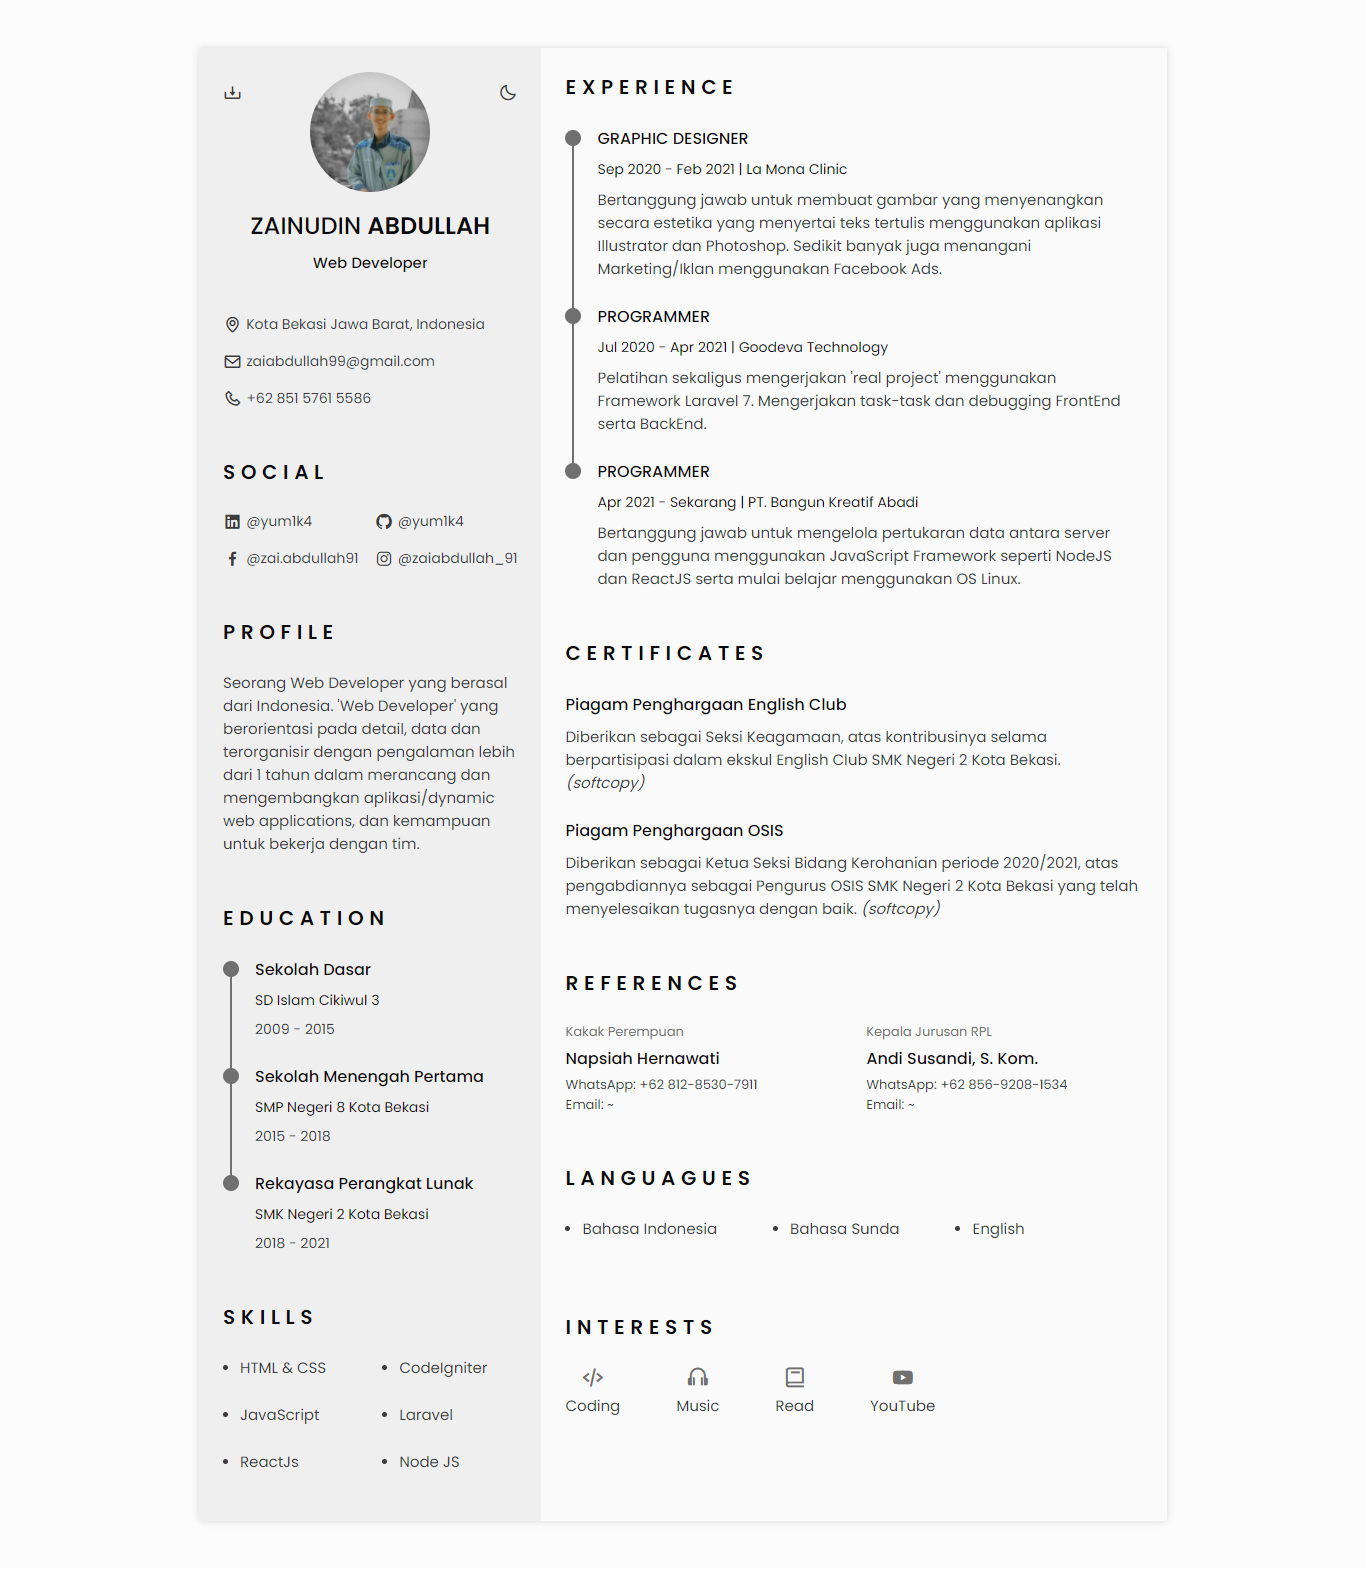 ZAINUDIN ABDULLAH
Web Developer
Kota Bekasi Jawa Barat, Indonesia
zaiabdullah99@gmail.com
+62 851 5761 5586
SOCIAL
@yum1k4
@yum1k4
@zai.abdullah91
@zaiabdullah_91
PROFILE
Seorang Web Developer yang berasal
dari Indonesia. 'Web Developer' yang
berorientasi pada detail, data dan
terorganisir dengan pengalaman lebih
dari 1 tahun dalam merancang dan
mengembangkan aplikasi/dynamic
web applications, dan kemampuan
untuk bekerja dengan tim.
EDUCATION
Sekolah Dasar
SD Islam Cikiwul 3
2009 - 2015
Sekolah Menengah Pertama
SMP Negeri 8 Kota Bekasi
2015 - 2018
Rekayasa Perangkat Lunak
SMK Negeri 2 Kota Bekasi
2018 - 2021
SKILLS
HTML & CSS
CodeIgniter
JavaScript
Laravel
ReactJs
Node JS
EXPERIENCE
GRAPHIC DESIGNER
Sep 2020 - Feb 2021 | La Mona Clinic
Bertanggung jawab untuk membuat gambar yang menyenangkan
secara estetika yang menyertai teks tertulis menggunakan aplikasi
Illustrator dan Photoshop. Sedikit banyak juga menangani
Marketing/Iklan menggunakan Facebook Ads.
PROGRAMMER
Jul 2020 - Apr 2021 | Goodeva Technology
Pelatihan sekaligus mengerjakan 'real project' menggunakan
Framework Laravel 7. Mengerjakan task-task dan debugging FrontEnd
serta BackEnd.
PROGRAMMER
Apr 2021 - Sekarang | PT. Bangun Kreatif Abadi
Bertanggung jawab untuk mengelola pertukaran data antara server
dan pengguna menggunakan JavaScript Framework seperti NodeJS
dan ReactJS serta mulai belajar menggunakan OS Linux.
CERTIFICATES
Piagam Penghargaan English Club
Diberikan sebagai Seksi Keagamaan, atas kontribusinya selama
berpartisipasi dalam ekskul English Club SMK Negeri 2 Kota Bekasi.
(softcopy)
Piagam Penghargaan OSIS
Diberikan sebagai Ketua Seksi Bidang Kerohanian periode 2020/2021, atas
pengabdiannya sebagai Pengurus OSIS SMK Negeri 2 Kota Bekasi yang telah
menyelesaikan tugasnya dengan baik. (softcopy)
REFERENCES
Kakak Perempuan
Napsiah Hernawati
WhatsApp: +62 812-8530-7911
Email: ~
Kepala Jurusan RPL
Andi Susandi, S. Kom.
WhatsApp: +62 856-9208-1534
Email: ~
LANGUAGUES
Bahasa Indonesia
Bahasa Sunda
English
INTERESTS
Coding
Music
Read
YouTube